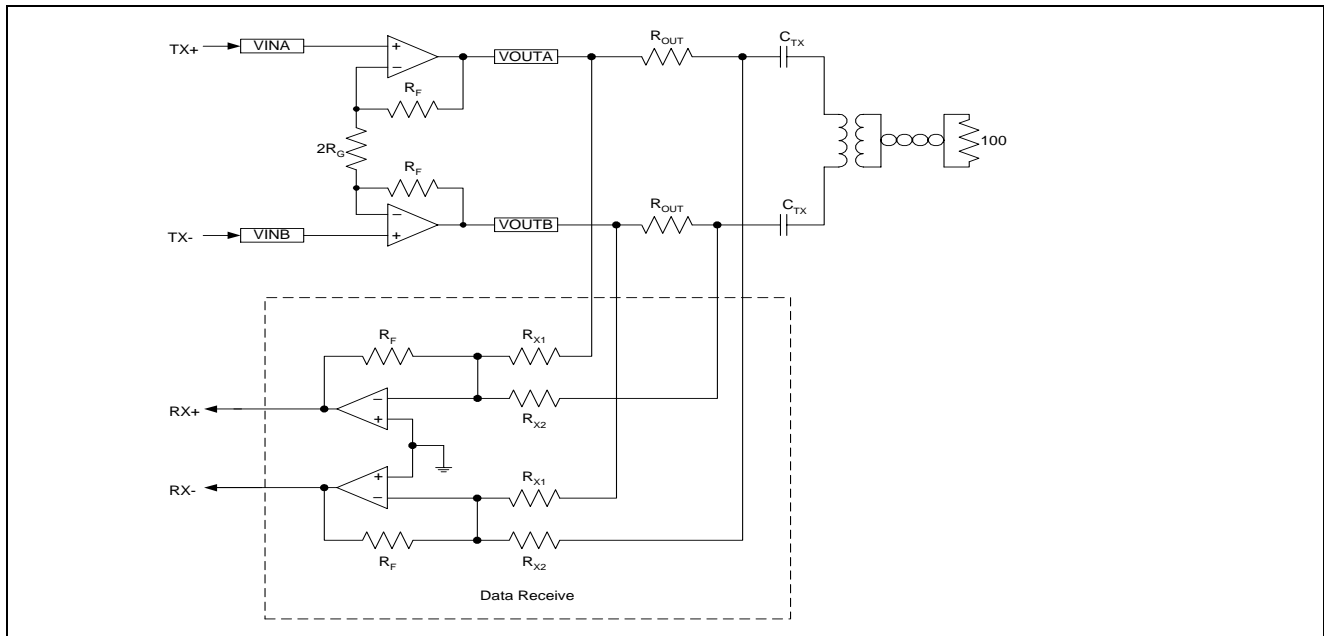 TX+
VINA
+
−
R_F
2R_G
R_F
−
+
TX-
VINB
VOUTA
VOUTB
R_OUT
R_OUT
C_TX
C_TX
100
R_F
R_X1
RX+
−
+
R_X2
RX-
+
−
R_X1
R_F
R_X2
Data Receive